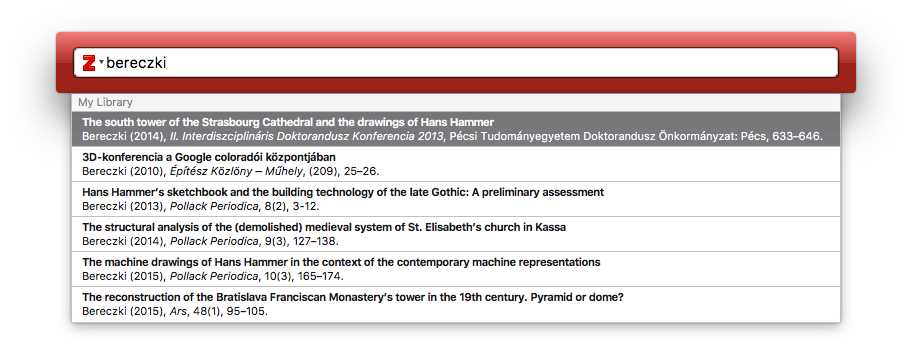 Z bereczki
My Library
The south tower of the Strasbourg Cathedral and the drawings of Hans Hammer
Bereczki (2014), II. Interdiszciplináris Doktorandusz Konferencia 2013, Pécsi Tudományegyetem Doktorandusz Önkormányzat: Pécs, 633–646.
3D-konferencia a Google coloradói központjában
Bereczki (2010), Építész Közlöny – Műhely, (209), 25–26.
Hans Hammer’s sketchbook and the building technology of the late Gothic: A preliminary assessment
Bereczki (2013), Pollack Periodica, 8(2), 3-12.
The structural analysis of the (demolished) medieval system of St. Elisabeth’s church in Kassa
Bereczki (2014), Pollack Periodica, 9(3), 127–138.
The machine drawings of Hans Hammer in the context of the contemporary machine representations
Bereczki (2015), Pollack Periodica, 10(3), 165–174.
The reconstruction of the Bratislava Franciscan Monastery’s tower in the 19th century. Pyramid or dome?
Bereczki (2015), Ars, 48(1), 95–105.